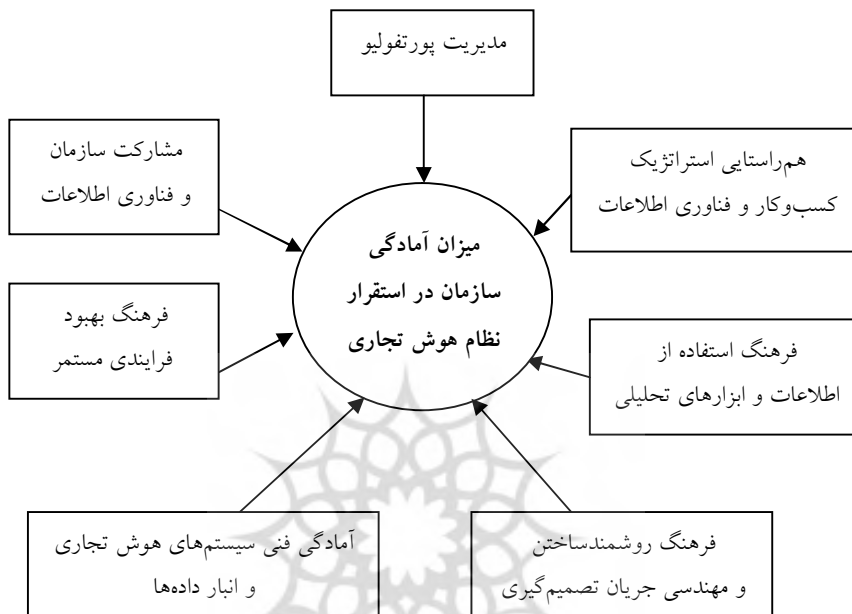 مدیریت پورتفولیو
هم‌راستایی استراتژیک
کسب‌وکار و فناوری اطلاعات
مشارکت سازمان
و فناوری اطلاعات
میزان آمادگی
سازمان در استقرار
نظام هوش تجاری
فرهنگ استفاده از
اطلاعات و ابزارهای تحلیلی
فرهنگ بهبود
فرایندی مستمر
فرهنگ روشمندساختن
و مهندسی جریان تصمیم‌گیری
آمادگی فنی سیستم‌های هوش تجاری
و انبار داده‌ها